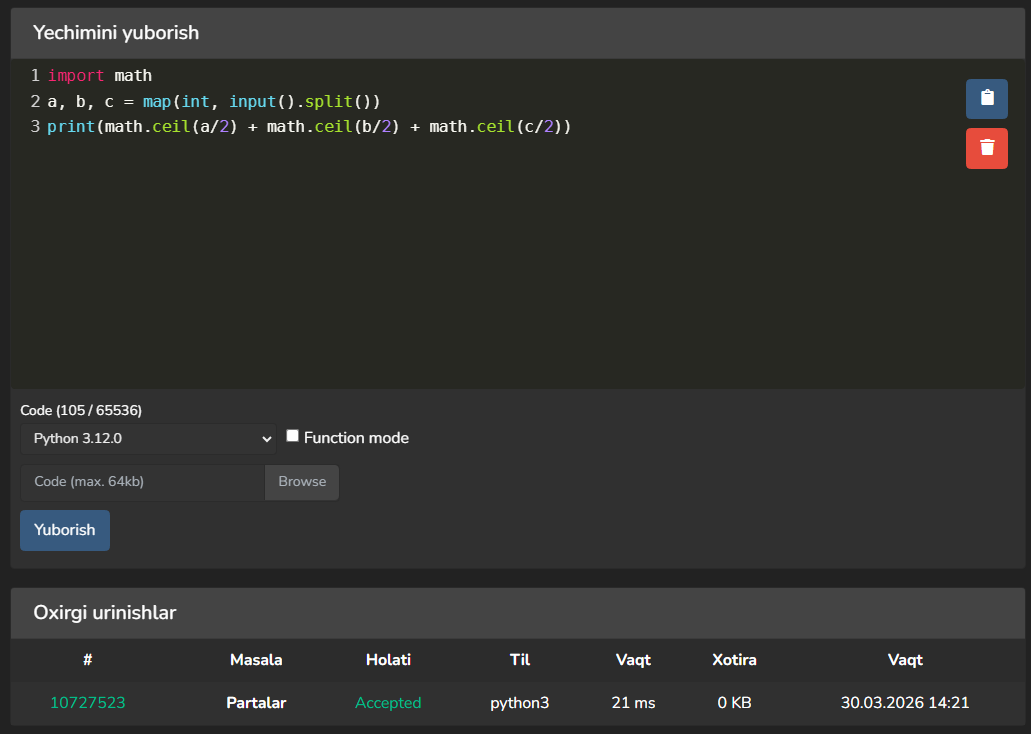 Yechimini yuborish
1 import math
2 a, b, c = map(int, input().split())
3 print(math.ceil(a/2) + math.ceil(b/2) + math.ceil(c/2))
Code (105 / 65536)
Python 3.12.0 Function mode
Code (max. 64kb) Browse
Yuborish
Oxirgi urinishlar
# Masala Holati Til Vaqt Xotira Vaqt
10727523 Partalar Accepted python3 21 ms 0 KB 30.03.2026 14:21